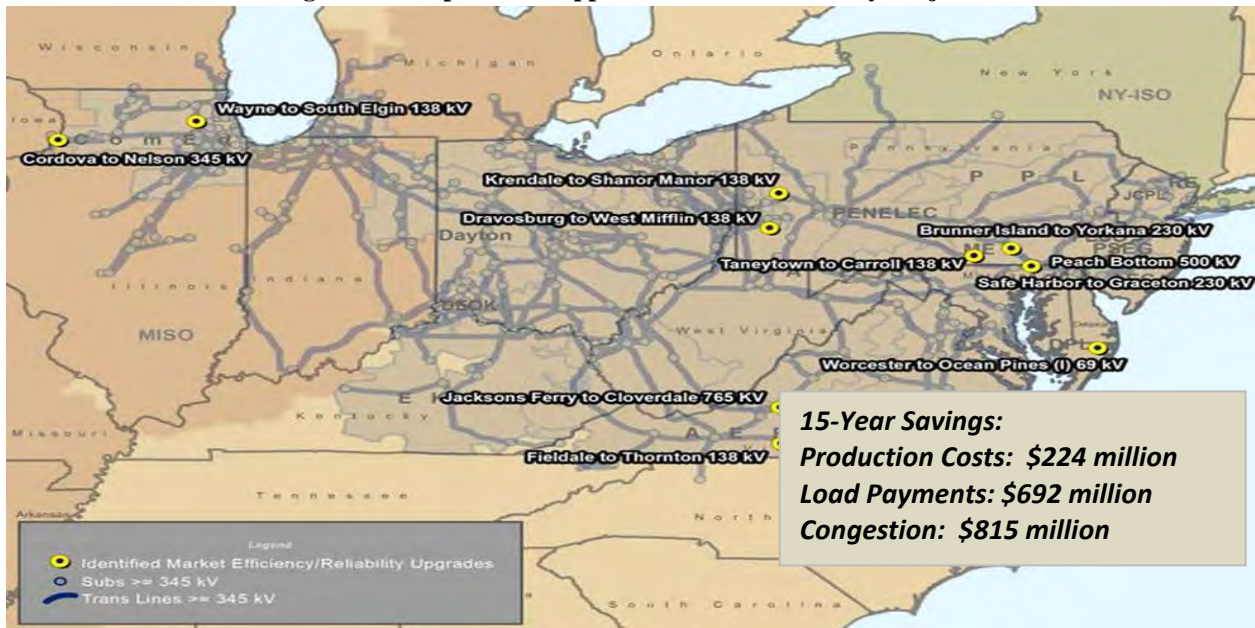 Wisconsin
Michigan
Ontario
New York
NY-ISO
Wayne to South Elgin 138 kV
Iowa
Cordova to Nelson 345 kV
Pennsylvania
PPL
RE
JCPL
Krendale to Shanor Manor 138 kV
PENELEC
Dravosburg to West Mifflin 138 kV
Dayton
Brunner Island to Yorkana 230 kV
ME
PSEG
Taneytown to Carroll 138 kV
Peach Bottom 500 kV
Safe Harbor to Graceton 230 kV
Illinois
Indiana
MISO
West Virginia
Delaware
DPL
Worcester to Ocean Pines (I) 69 kV
Jacksons Ferry to Cloverdale 765 KV
Kentucky
Missouri
Fieldale to Thornton 138 kV
15-Year Savings:
Production Costs: $224 million
Load Payments: $692 million
Congestion: $815 million
Tennessee
Arkansas
North
South Carolina
Legend
Identified Market Efficiency/Reliability Upgrades
Subs >= 345 kV
Trans Lines >= 345 kV